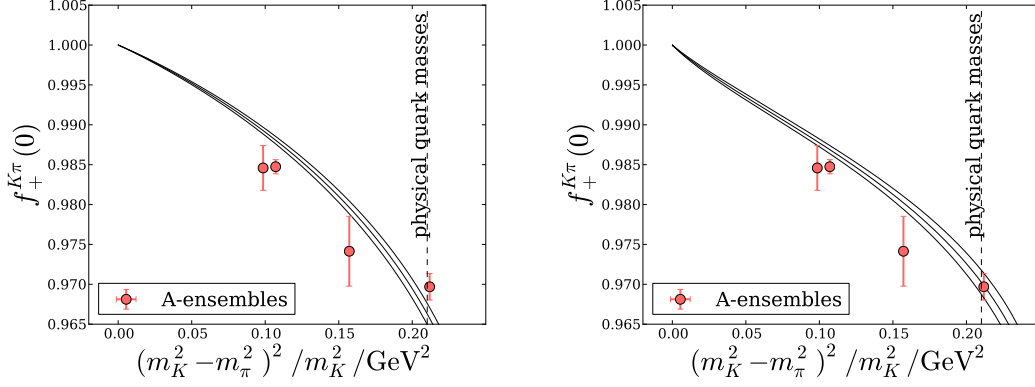 1.005
1.000
0.995
0.990
0.985
0.980
0.975
0.970
0.965
0.00 0.05 0.10 0.15 0.20
f_+^{Kπ}(0)
physical quark masses
A-ensembles
(m_K^2 − m_π^2)^2 /m_K^2 /GeV^2
1.005
1.000
0.995
0.990
0.985
0.980
0.975
0.970
0.965
0.00 0.05 0.10 0.15 0.20
f_+^{Kπ}(0)
physical quark masses
A-ensembles
(m_K^2 − m_π^2)^2 /m_K^2 /GeV^2